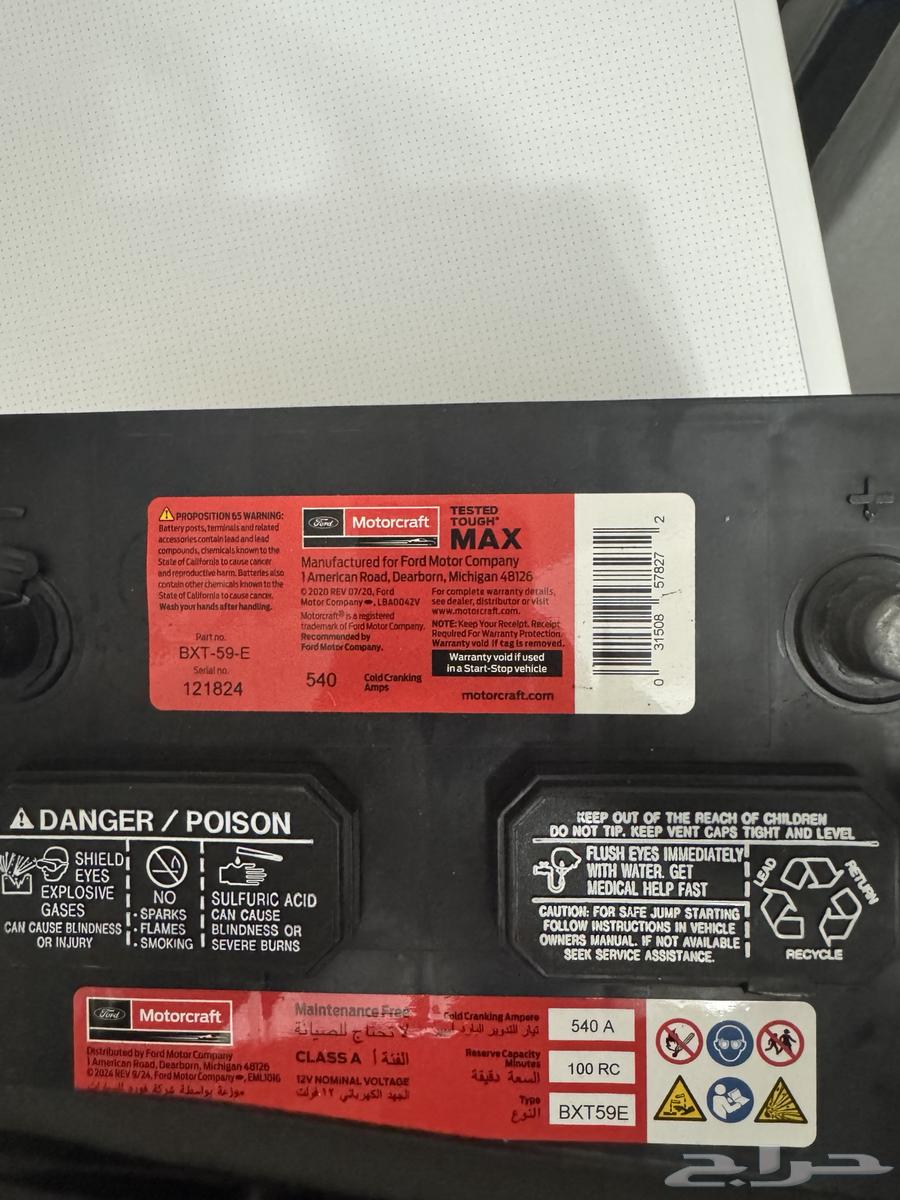 PROPOSITION 65 WARNING:
Battery posts, terminals and related
accessories contain lead and lead
compounds, chemicals known to the
State of California to cause cancer
and reproductive harm. Batteries also
contain other chemicals known to the
State of California to cause cancer.
Wash your hands after handling.
Part no.
BXT-59-E
Serial no.
121824
Ford
Motorcraft
TESTED
TOUGH®
MAX
Manufactured for Ford Motor Company
1 American Road, Dearborn, Michigan 48126
© 2020 REV 07/20, Ford
Motor Company, LBA0042V
Motorcraft® is a registered
trademark of Ford Motor Company.
Recommended by
Ford Motor Company.
For complete warranty details,
see dealer, distributor or visit
www.motorcraft.com.
NOTE: Keep Your Receipt. Receipt
Required For Warranty Protection.
Warranty void if tag is removed.
Warranty void if used
in a Start-Stop vehicle
540 Cold Cranking
Amps
motorcraft.com
0 31508 57827 2
+
DANGER / POISON
SHIELD
EYES
EXPLOSIVE
GASES
CAN CAUSE BLINDNESS
OR INJURY
NO
• SPARKS
• FLAMES
• SMOKING
SULFURIC ACID
CAN CAUSE
BLINDNESS OR
SEVERE BURNS
KEEP OUT OF THE REACH OF CHILDREN
DO NOT TIP. KEEP VENT CAPS TIGHT AND LEVEL
FLUSH EYES IMMEDIATELY
WITH WATER. GET
MEDICAL HELP FAST
CAUTION: FOR SAFE JUMP STARTING
FOLLOW INSTRUCTIONS IN VEHICLE
OWNERS MANUAL. IF NOT AVAILABLE
SEEK SERVICE ASSISTANCE.
LEAD
RETURN
RECYCLE
Ford
Motorcraft
Distributed by Ford Motor Company
1 American Road, Dearborn, Michigan 48126
© 2024 REV 9/24, Ford Motor Company, EML1016
موزعة بواسطة شركة فورد للسيارات
Maintenance Free
لا تحتاج للصيانة
CLASS A الفئة أ
12V NOMINAL VOLTAGE
الجهد الكهربائي ١٢ فولت
Cold Cranking Ampere
تيار التدوير البارد أمبير
540 A
Reserve Capacity
Minutes
السعة دقيقة
100 RC
Type
النوع
BXT59E
حراج